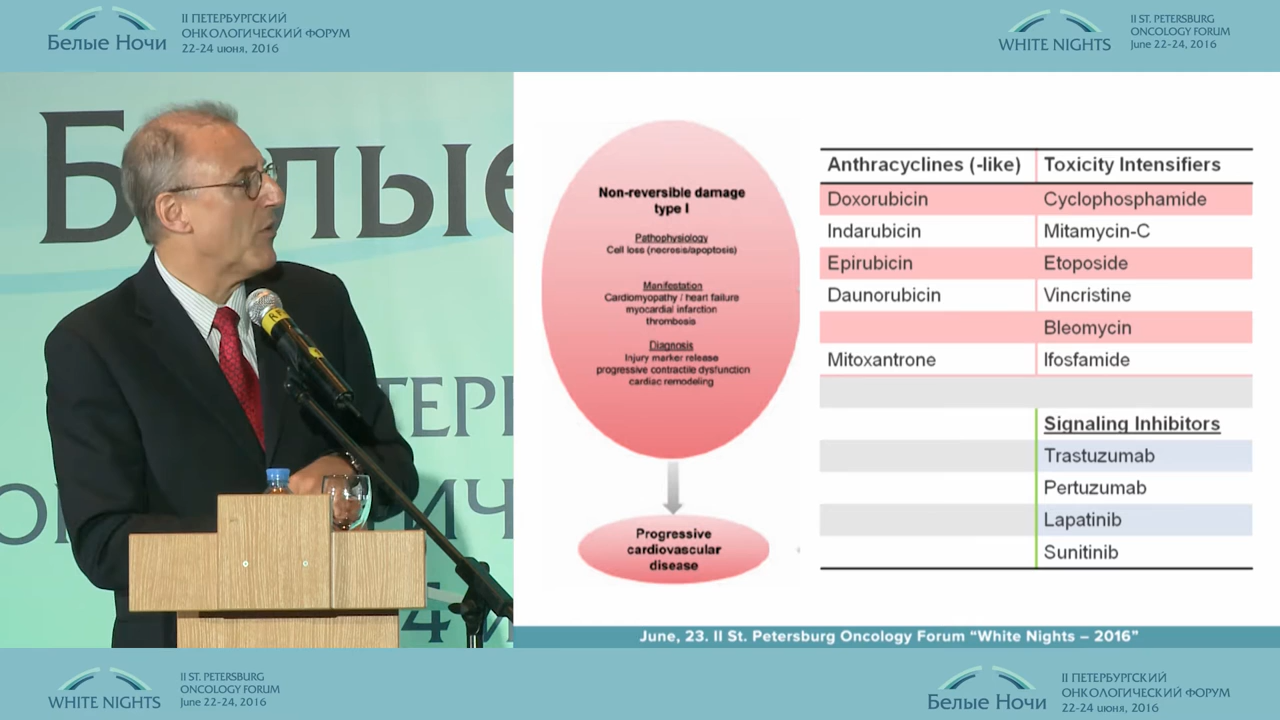 Белые Ночи
II ПЕТЕРБУРГСКИЙ
ОНКОЛОГИЧЕСКИЙ ФОРУМ
22-24 июня, 2016
WHITE NIGHTS
II ST. PETERSBURG
ONCOLOGY FORUM
June 22-24, 2016
Non-reversible damage
type I
Pathophysiology
Cell loss (necrosis/apoptosis)
Manifestation
Cardiomyopathy / heart failure
myocardial infarction
thrombosis
Diagnosis
Injury marker release
progressive contractile dysfunction
cardiac remodeling)
Progressive
cardiovascular
disease
Anthracyclines (-like) Toxicity Intensifiers
Doxorubicin Cyclophosphamide
Indarubicin Mitamycin-C
Epirubicin Etoposide
Daunorubicin Vincristine
Bleomycin
Mitoxantrone Ifosfamide
Signaling Inhibitors
Trastuzumab
Pertuzumab
Lapatinib
Sunitinib
June, 23. II St. Petersburg Oncology Forum “White Nights – 2016”
WHITE NIGHTS
II ST. PETERSBURG
ONCOLOGY FORUM
June 22-24, 2016
Белые Ночи
II ПЕТЕРБУРГСКИЙ
ОНКОЛОГИЧЕСКИЙ ФОРУМ
22-24 июня, 2016